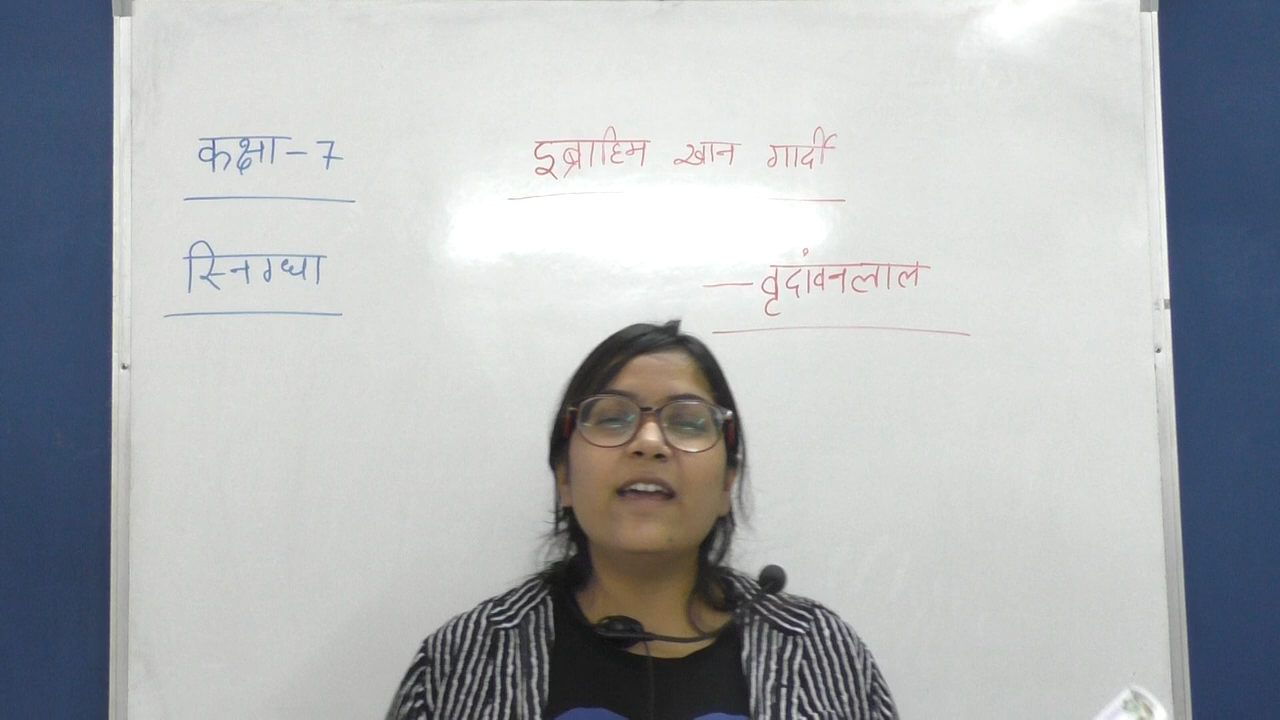 कक्षा-7
इब्राहिम खान गार्दी
स्निग्धा
—वृदांवनलाल